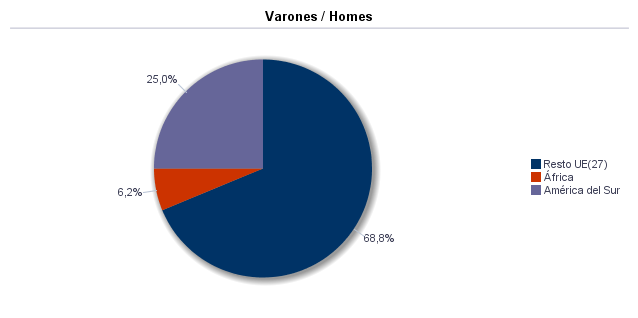 Varones / Homes
25,0%
6,2%
68,8%
Resto UE(27)
África
América del Sur